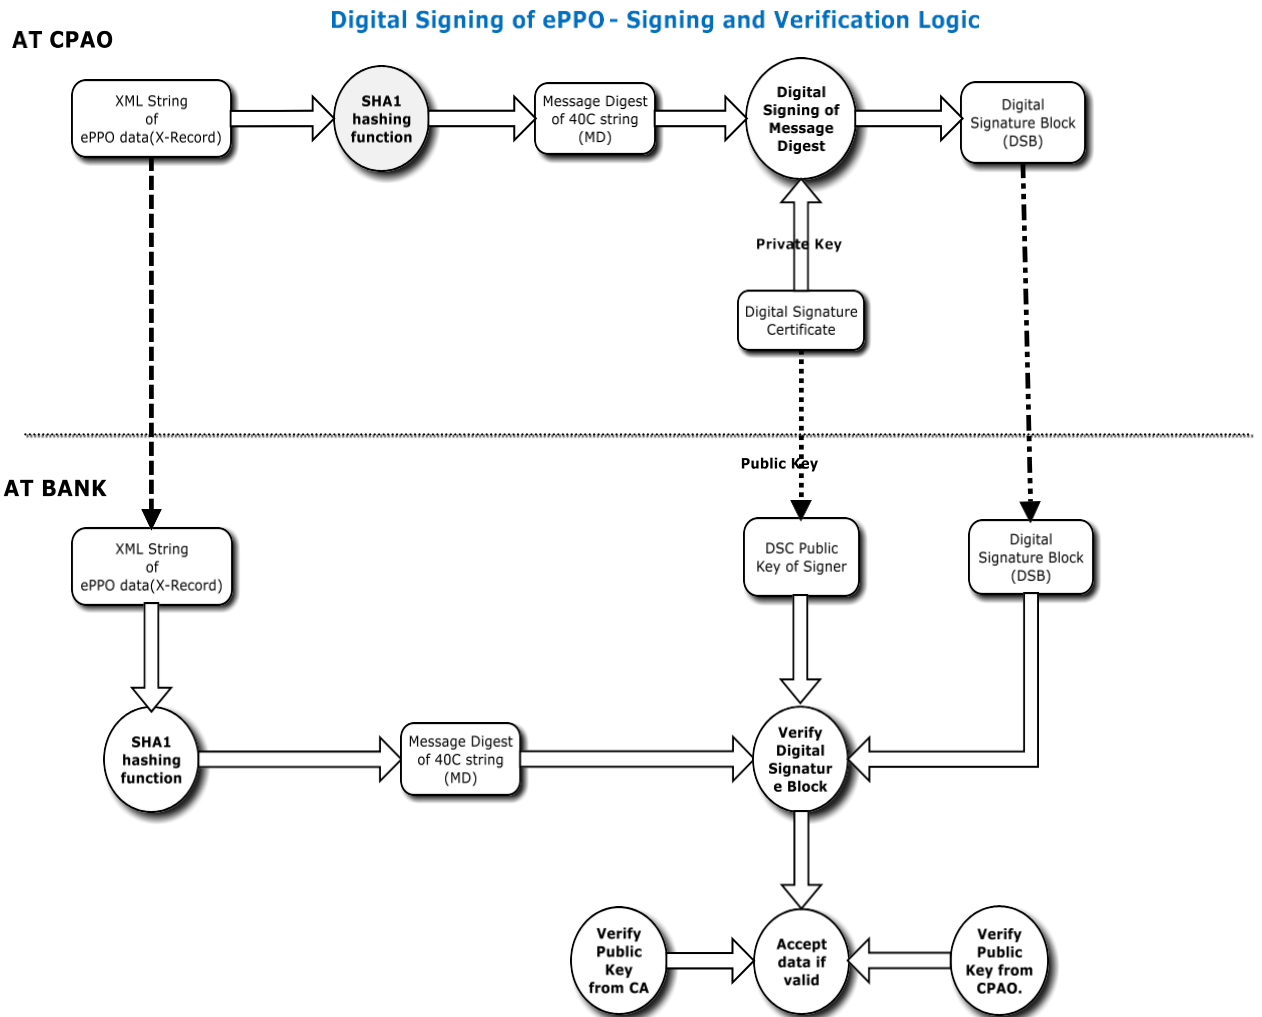 Digital Signing of ePPO - Signing and Verification Logic
AT CPAO
XML String
of
ePPO data(X-Record)
SHA1
hashing
function
Message Digest
of 40C string
(MD)
Digital
Signing of
Message
Digest
Digital
Signature Block
(DSB)
Private Key
Digital Signature
Certificate
Public Key
AT BANK
XML String
of
ePPO data(X-Record)
DSC Public
Key of Signer
Digital
Signature Block
(DSB)
SHA1
hashing
function
Message Digest
of 40C string
(MD)
Verify
Digital
Signatur
e Block
Verify
Public
Key
from CA
Accept
data if
valid
Verify
Public
Key from
CPAO.